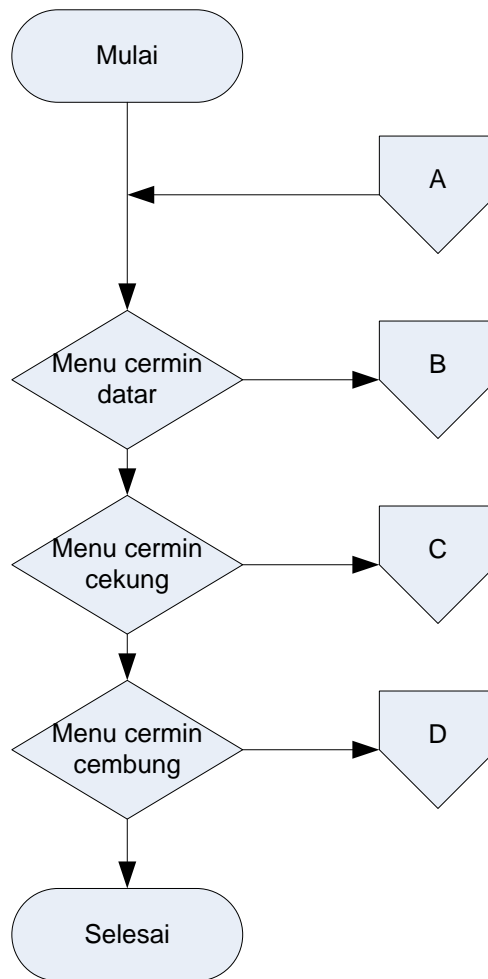 Mulai
A
Menu cermin
datar
B
Menu cermin
cekung
C
Menu cermin
cembung
D
Selesai